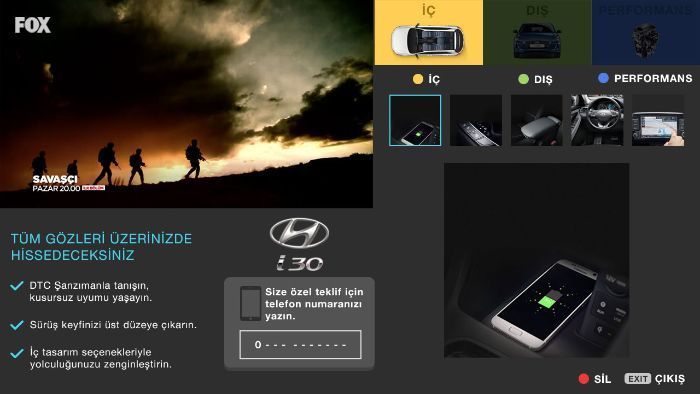 FOX
SAVAŞÇI
PAZAR 20.00
TÜM GÖZLERİ ÜZERİNİZDE
HİSSEDECEKSİNİZ
DTC Şanzımanla tanışın,
kusursuz uyumu yaşayın.
Sürüş keyfinizi üst düzeye çıkarın.
İç tasarım seçenekleriyle
yolculuğunuzu zenginleştirin.
i30
Size özel teklif için
telefon numaranızı
yazın.
0 - - - - - - - - - -
İÇ
DIŞ
PERFORMANS
İÇ
DIŞ
PERFORMANS
SİL
EXIT ÇIKIŞ